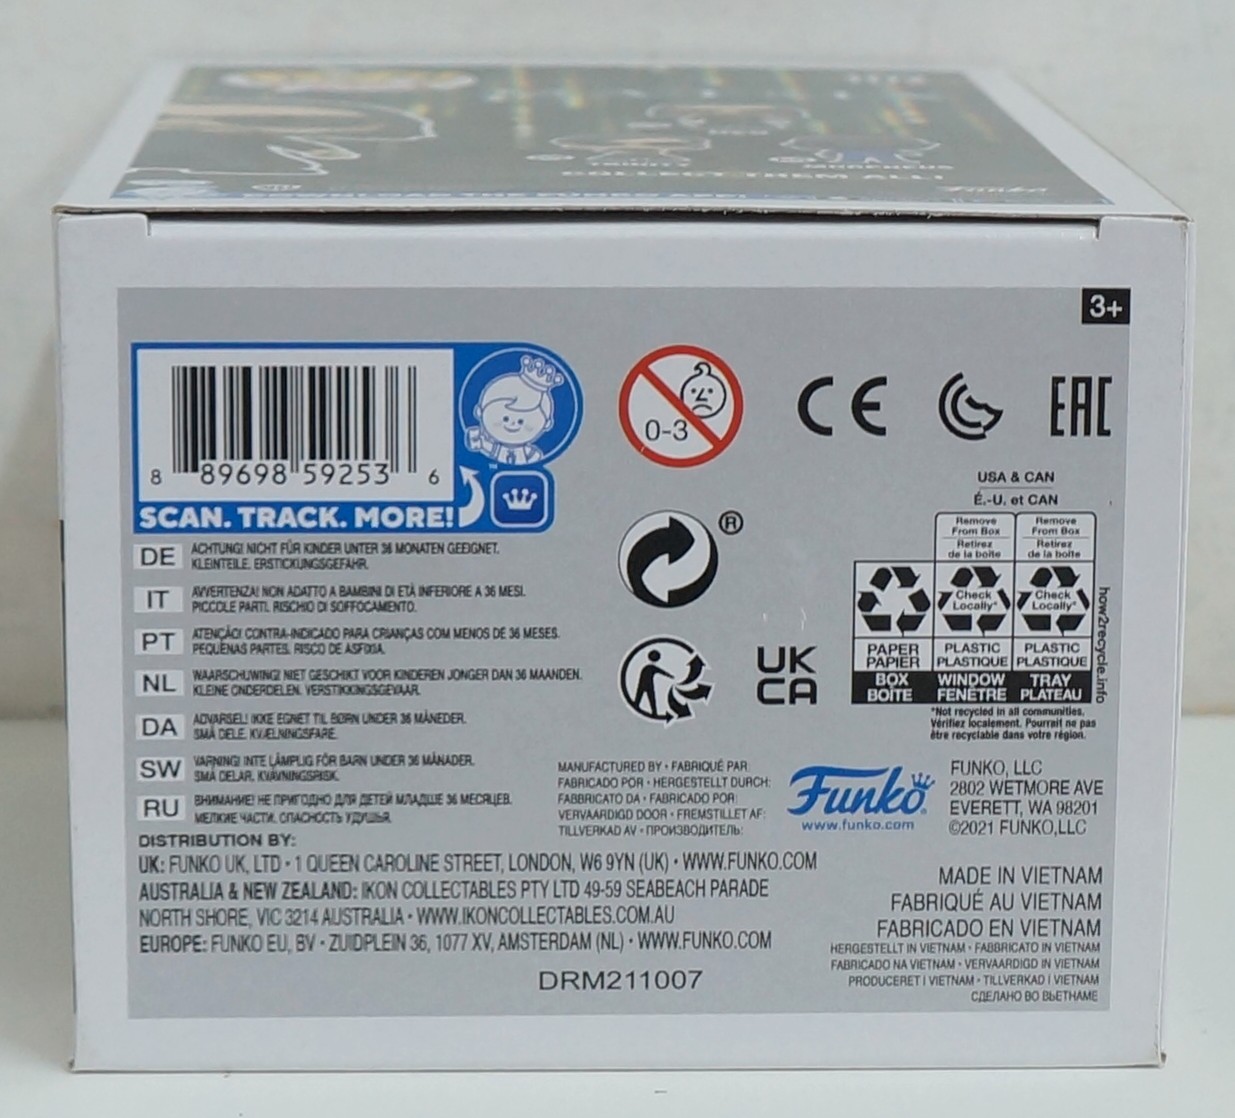 COLLECT THEM ALL!
Funko
3+
8 89698 59253 6
SCAN. TRACK. MORE!
™
0-3
CE
EAC
USA & CAN
É.-U. et CAN
Remove From Box
Retirez de la boîte
Remove From Box
Retirez de la boîte
Check Locally*
Check Locally*
PAPER PAPIER
PLASTIC PLASTIQUE
PLASTIC PLASTIQUE
BOX BOÎTE
WINDOW FENÊTRE
TRAY PLATEAU
how2recycle.info
*Not recycled in all communities.
Vérifiez localement. Pourrait ne pas
être recyclable dans votre région.
®
UK
CA
DE ACHTUNG! NICHT FÜR KINDER UNTER 36 MONATEN GEEIGNET.
KLEINTEILE. ERSTICKUNGSGEFAHR.
IT AVVERTENZA! NON ADATTO A BAMBINI DI ETÀ INFERIORE A 36 MESI.
PICCOLE PARTI. RISCHIO DI SOFFOCAMENTO.
PT ATENÇÃO! CONTRA-INDICADO PARA CRIANÇAS COM MENOS DE 36 MESES.
PEQUENAS PARTES. RISCO DE ASFIXIA.
NL WAARSCHUWING! NIET GESCHIKT VOOR KINDEREN JONGER DAN 36 MAANDEN.
KLEINE ONDERDELEN. VERSTIKKINGSGEVAAR.
DA ADVARSEL! IKKE EGNET TIL BØRN UNDER 36 MÅNEDER.
SMÅ DELE. KVÆLNINGSFARE.
SW VARNING! INTE LÄMPLIG FÖR BARN UNDER 36 MÅNADER.
SMÅ DELAR. KVÄVNINGSRISK.
RU ВНИМАНИЕ! НЕ ПРИГОДНО ДЛЯ ДЕТЕЙ МЛАДШЕ 36 МЕСЯЦЕВ.
МЕЛКИЕ ЧАСТИ. ОПАСНОСТЬ УДУШЬЯ.
MANUFACTURED BY • FABRIQUÉ PAR
FABRICADO POR • HERGESTELLT DURCH:
FABBRICATO DA • FABRICADO POR:
VERVAARDIGD DOOR • FREMSTILLET AF:
TILLVERKAD AV • ПРОИЗВОДИТЕЛЬ:
Funko®
www.funko.com
FUNKO, LLC
2802 WETMORE AVE
EVERETT, WA 98201
©2021 FUNKO,LLC
DISTRIBUTION BY:
UK: FUNKO UK, LTD • 1 QUEEN CAROLINE STREET, LONDON, W6 9YN (UK) • WWW.FUNKO.COM
AUSTRALIA & NEW ZEALAND: IKON COLLECTABLES PTY LTD 49-59 SEABEACH PARADE
NORTH SHORE, VIC 3214 AUSTRALIA • WWW.IKONCOLLECTABLES.COM.AU
EUROPE: FUNKO EU, BV • ZUIDPLEIN 36, 1077 XV, AMSTERDAM (NL) • WWW.FUNKO.COM
DRM211007
MADE IN VIETNAM
FABRIQUÉ AU VIETNAM
FABRICADO EN VIETNAM
HERGESTELLT IN VIETNAM • FABBRICATO IN VIETNAM
FABRICADO NA VIETNAM • VERVAARDIGD IN VIETNAM
PRODUCERET I VIETNAM • TILLVERKAD I VIETNAM
СДЕЛАНО ВО ВЬЕТНАМЕ